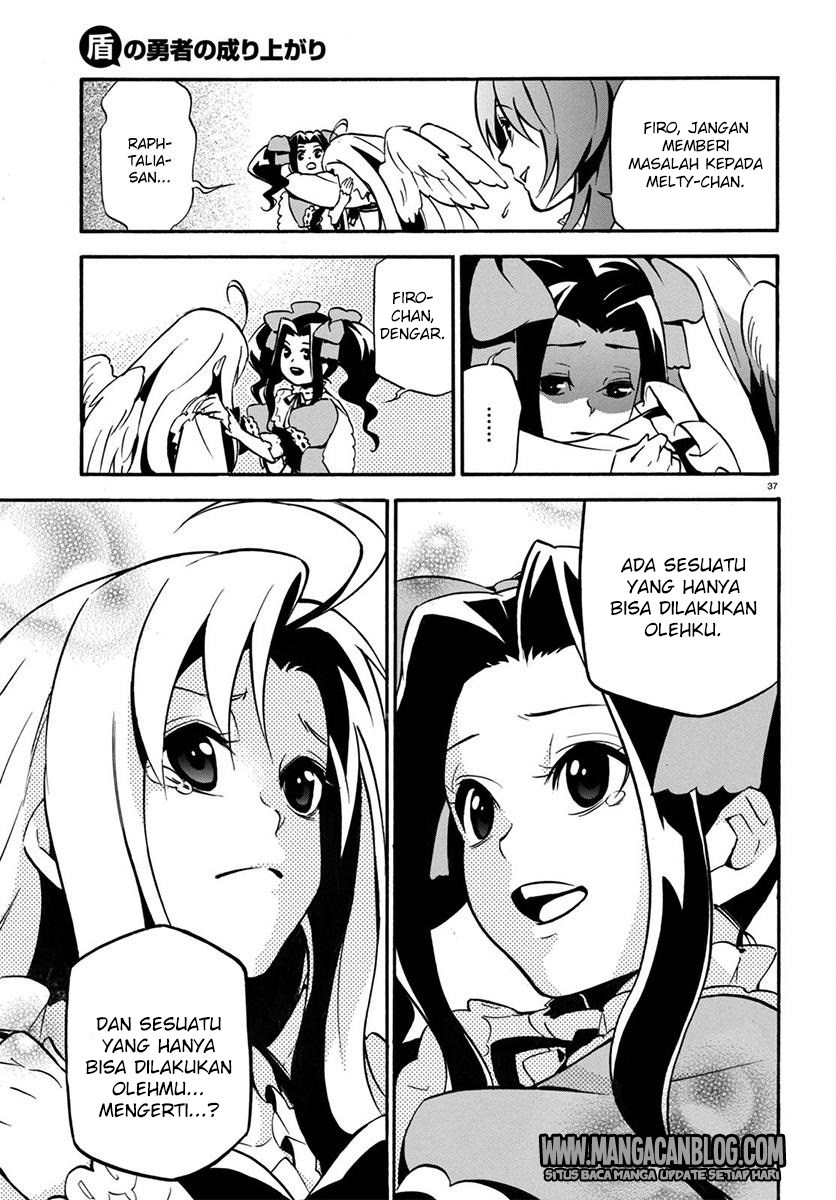 盾の勇者の成り上がり
FIRO, JANGAN
MEMBERI
MASALAH KEPADA
MELTY-CHAN.
RAPH-
TALIA-
SAN...
.......
FIRO-
CHAN,
DENGAR.
37
ADA SESUATU
YANG HANYA
BISA DILAKUKAN
OLEHKU.
DAN SESUATU
YANG HANYA
BISA DILAKUKAN
OLEHMU...
MENGERTI...?
WWW.MANGACANBLOG.COM
SITUS BACA MANGA UPDATE SETIAP HARI